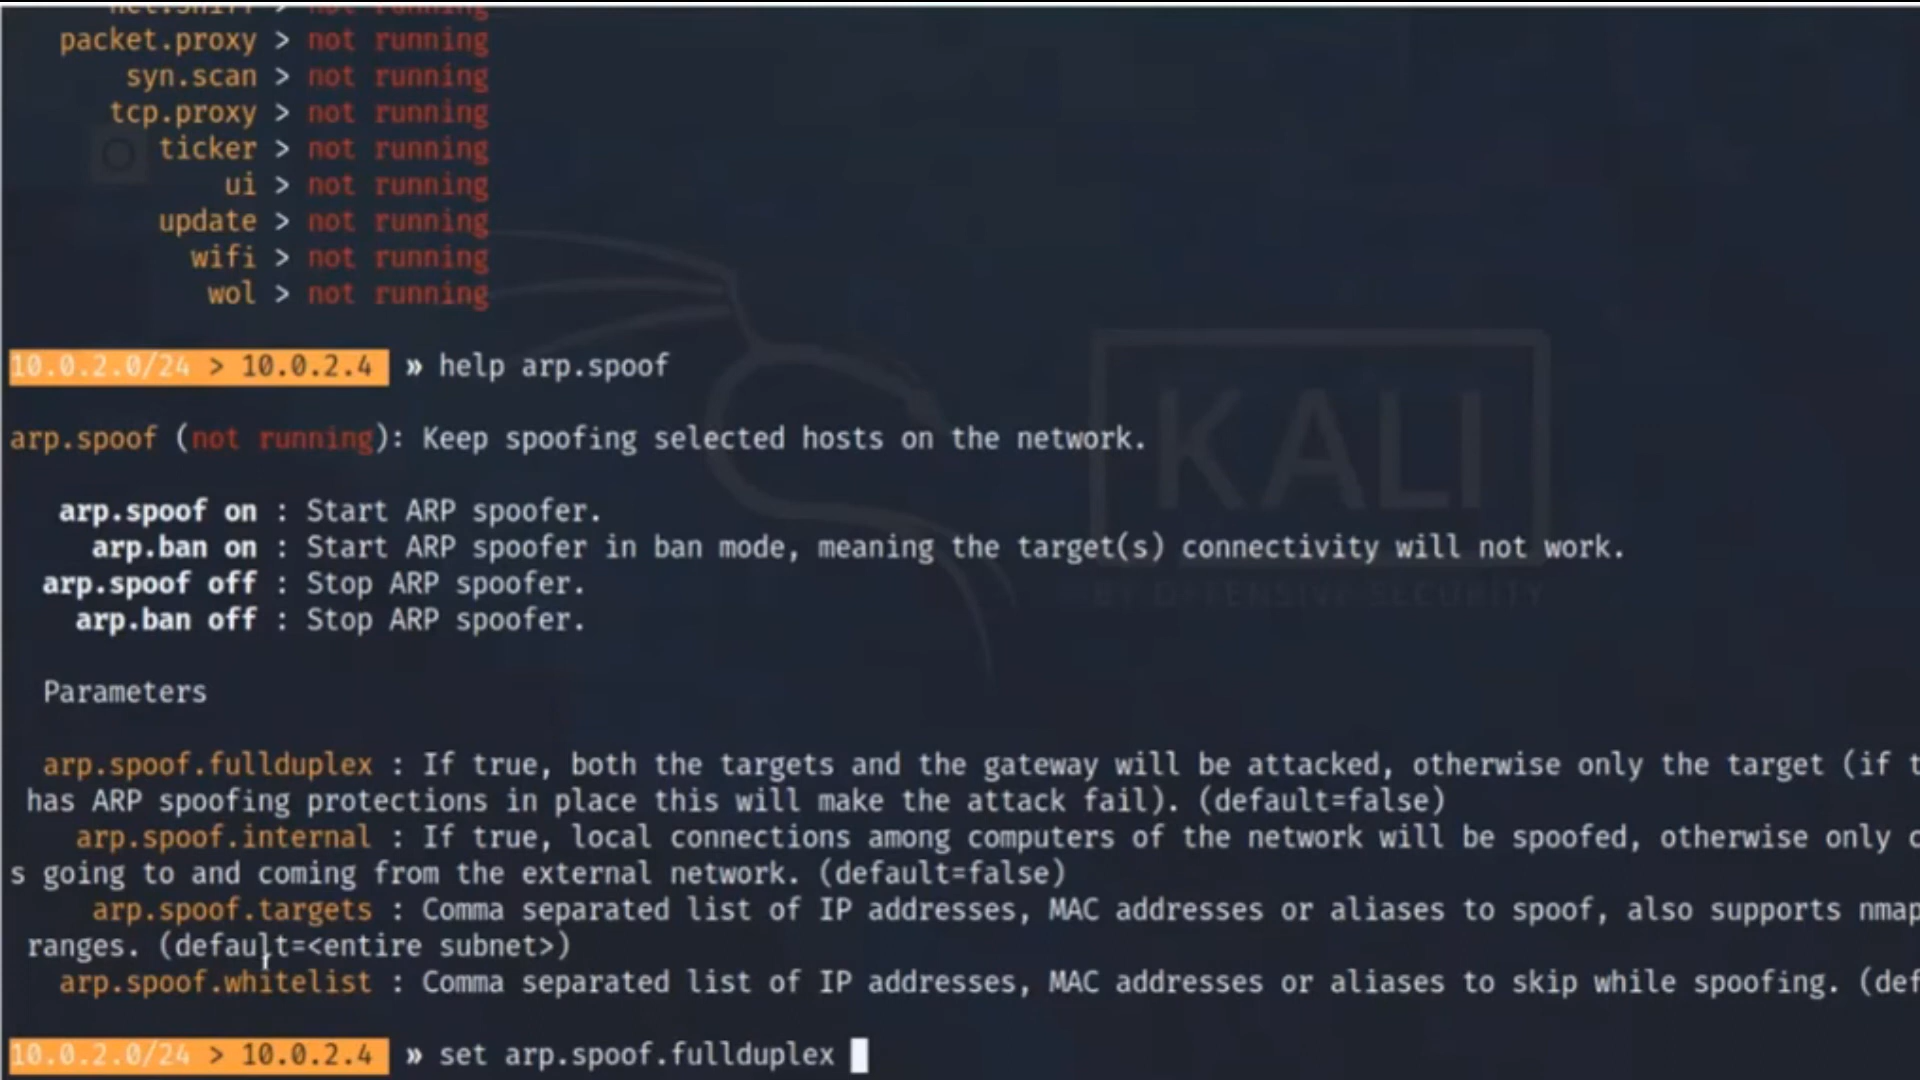 net.sniff > not running
packet.proxy > not running
syn.scan > not running
tcp.proxy > not running
ticker > not running
ui > not running
update > not running
wifi > not running
wol > not running
10.0.2.0/24 > 10.0.2.4 » help arp.spoof
arp.spoof (not running): Keep spoofing selected hosts on the network.
arp.spoof on : Start ARP spoofer.
arp.ban on : Start ARP spoofer in ban mode, meaning the target(s) connectivity will not work.
arp.spoof off : Stop ARP spoofer.
arp.ban off : Stop ARP spoofer.
KALI
BY OFFENSIVE SECURITY
Parameters
arp.spoof.fullduplex : If true, both the targets and the gateway will be attacked, otherwise only the target (if t
has ARP spoofing protections in place this will make the attack fail). (default=false)
arp.spoof.internal : If true, local connections among computers of the network will be spoofed, otherwise only c
s going to and coming from the external network. (default=false)
arp.spoof.targets : Comma separated list of IP addresses, MAC addresses or aliases to spoof, also supports nmap
ranges. (default=<entire subnet>)
arp.spoof.whitelist : Comma separated list of IP addresses, MAC addresses or aliases to skip while spoofing. (def
10.0.2.0/24 > 10.0.2.4 » set arp.spoof.fullduplex